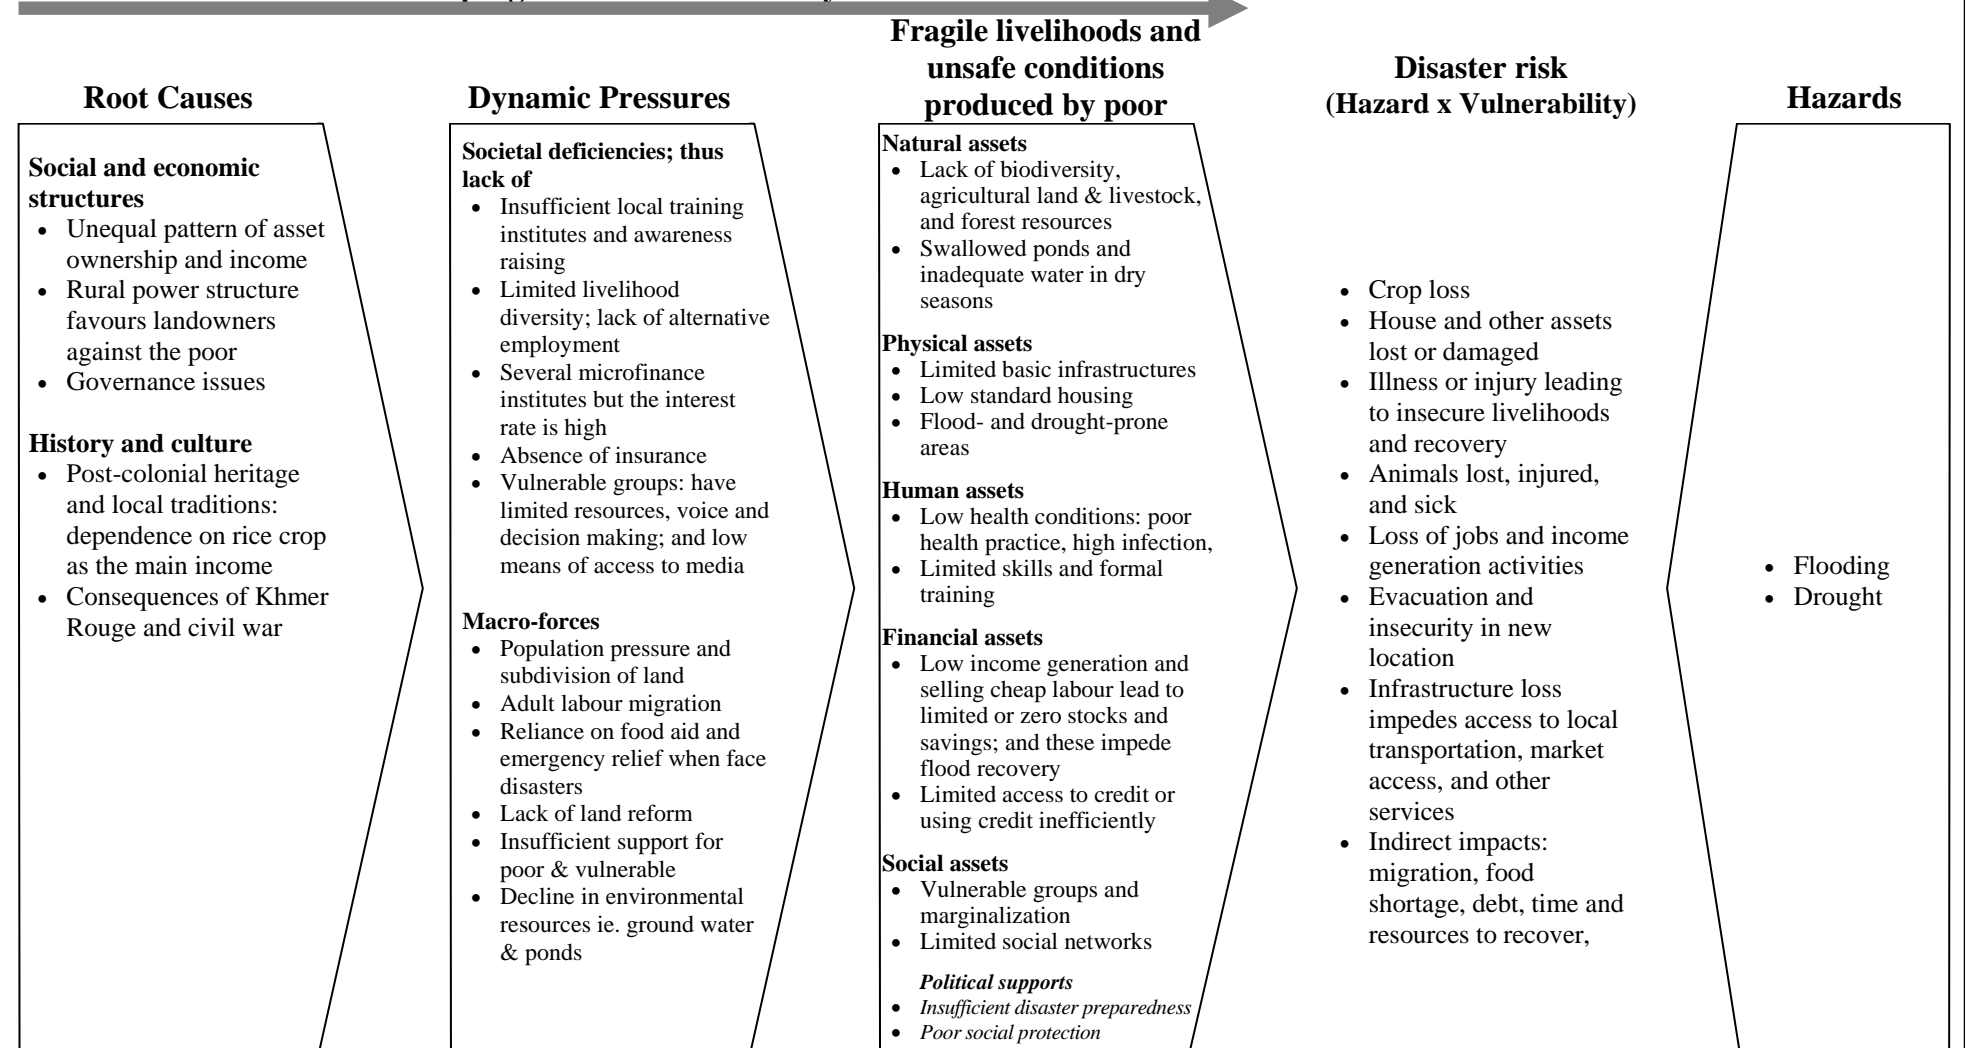 Root Causes
Social and economic
structures
• Unequal pattern of asset
ownership and income
• Rural power structure
favours landowners
against the poor
• Governance issues
History and culture
• Post-colonial heritage
and local traditions:
dependence on rice crop
as the main income
• Consequences of Khmer
Rouge and civil war
Dynamic Pressures
Societal deficiencies; thus
lack of
• Insufficient local training
institutes and awareness
raising
• Limited livelihood
diversity; lack of alternative
employment
• Several microfinance
institutes but the interest
rate is high
• Absence of insurance
• Vulnerable groups: have
limited resources, voice and
decision making; and low
means of access to media
Macro-forces
• Population pressure and
subdivision of land
• Adult labour migration
• Reliance on food aid and
emergency relief when face
disasters
• Lack of land reform
• Insufficient support for
poor & vulnerable
• Decline in environmental
resources ie. ground water
& ponds
Fragile livelihoods and
unsafe conditions
produced by poor
Natural assets
• Lack of biodiversity,
agricultural land & livestock,
and forest resources
• Swallowed ponds and
inadequate water in dry
seasons
Physical assets
• Limited basic infrastructures
• Low standard housing
• Flood- and drought-prone
areas
Human assets
• Low health conditions: poor
health practice, high infection,
• Limited skills and formal
training
Financial assets
• Low income generation and
selling cheap labour lead to
limited or zero stocks and
savings; and these impede
flood recovery
• Limited access to credit or
using credit inefficiently
Social assets
• Vulnerable groups and
marginalization
• Limited social networks
Political supports
• Insufficient disaster preparedness
• Poor social protection
Disaster risk
(Hazard x Vulnerability)
• Crop loss
• House and other assets
lost or damaged
• Illness or injury leading
to insecure livelihoods
and recovery
• Animals lost, injured,
and sick
• Loss of jobs and income
generation activities
• Evacuation and
insecurity in new
location
• Infrastructure loss
impedes access to local
transportation, market
access, and other
services
• Indirect impacts:
migration, food
shortage, debt, time and
resources to recover,
Hazards
• Flooding
• Drought